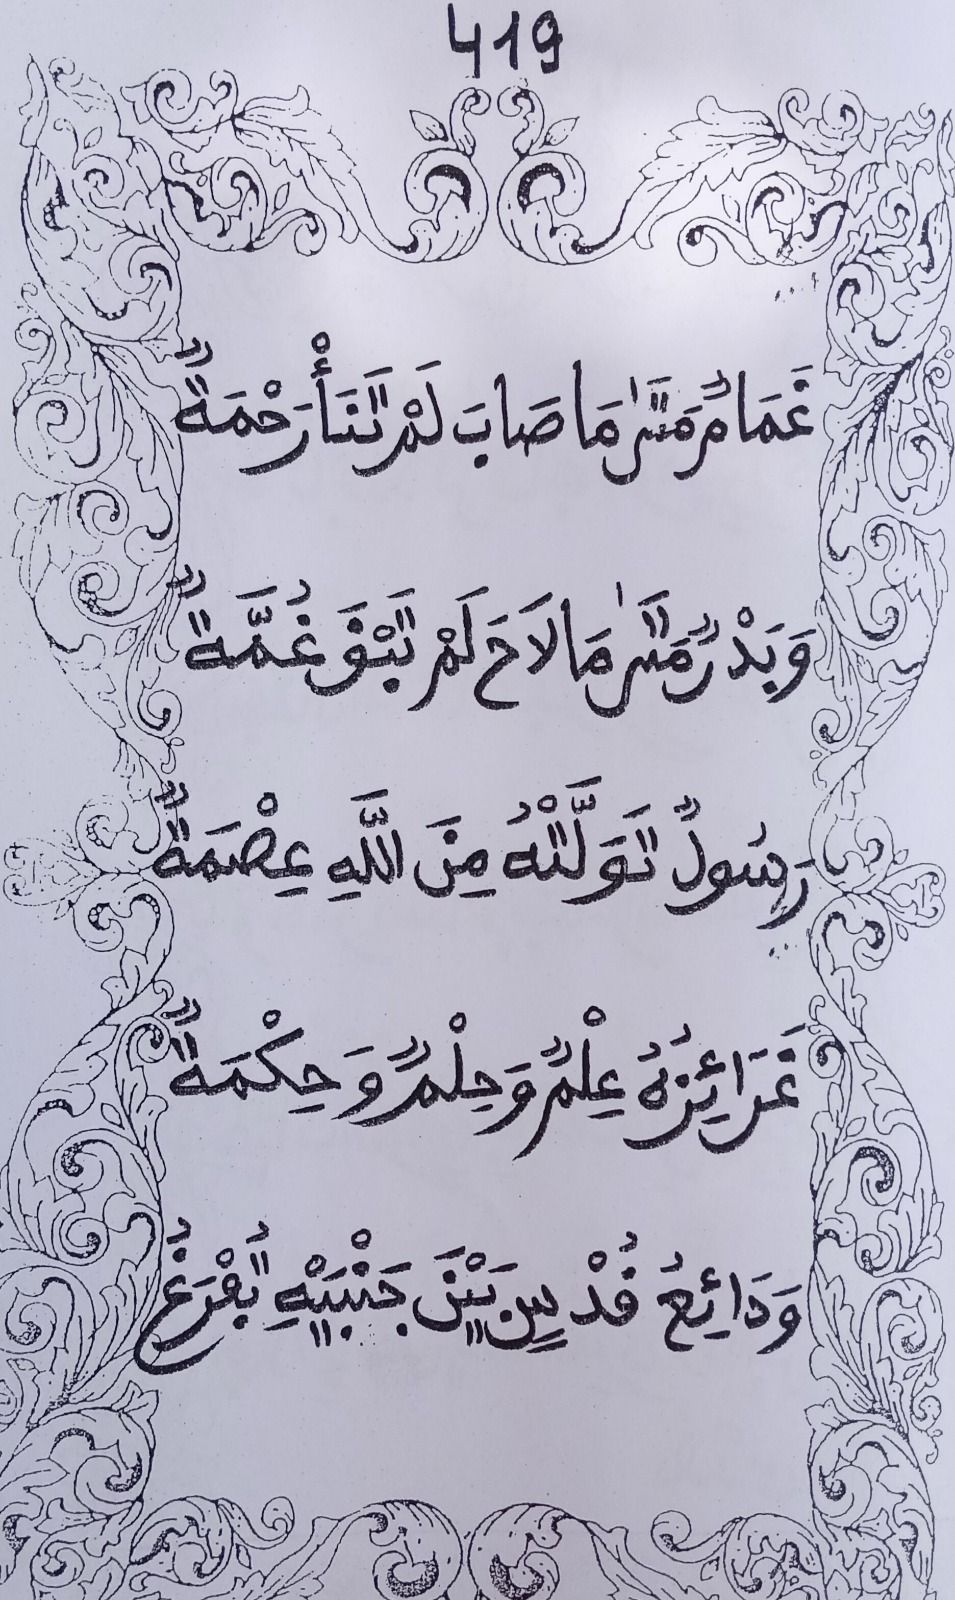 419
غَمَامٌ مَتَىٰ مَا صَابَ لَمْ تَنْأَ رَحْمَةٌ
وَبَدْرٌ مَتَىٰ مَا لَاحَ لَمْ تَبْقَ غُمَّةٌ
رَسُولٌ تَوَلَّتْهُ مِنَ اللَّهِ عِصْمَةٌ
غَرَائِزُهُ عِلْمٌ وَحِلْمٌ وَحِكْمَةٌ
وَدَائِعُ قُدْسٍ بَيْنَ جَنْبَيْهِ تُفْرَغُ